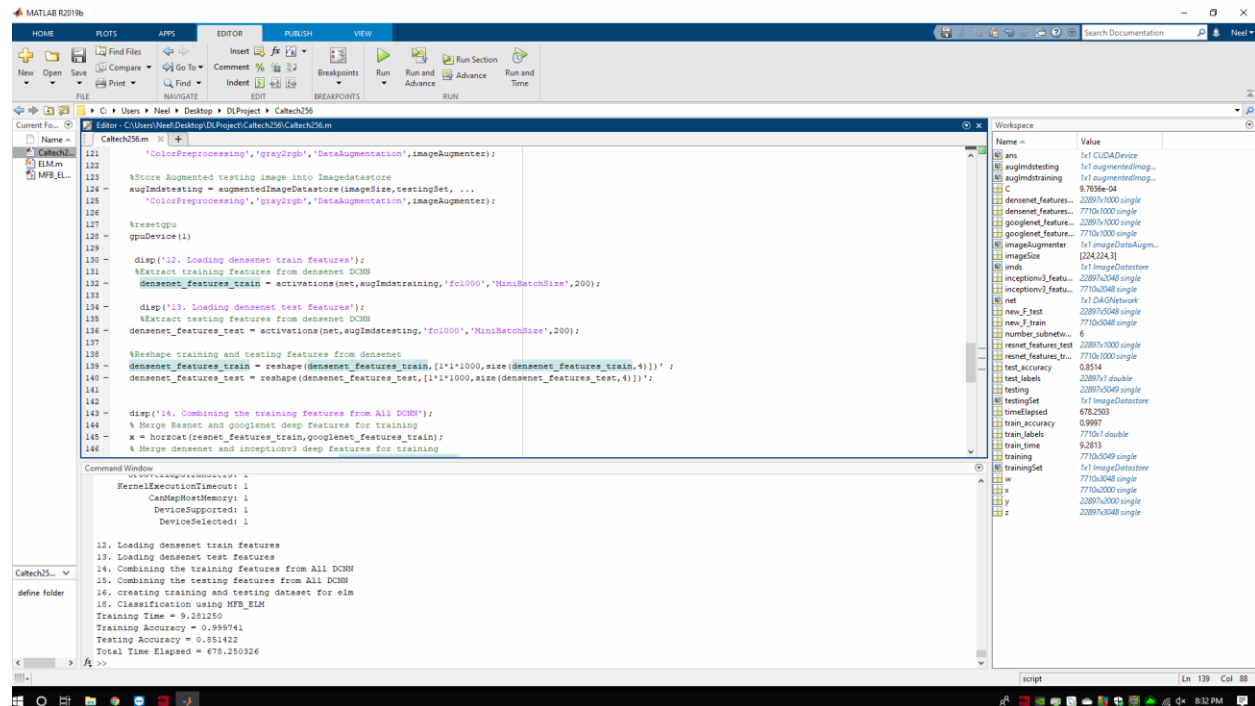 MATLAB R2019b
HOME PLOTS APPS EDITOR PUBLISH VIEW
Search Documentation Neel
New Open Save Find Files Compare Print Go To Find Insert fx Comment % Indent Breakpoints Run Run and Advance Run Section Advance Run and Time
FILE NAVIGATE EDIT BREAKPOINTS RUN
C: Users Neel Desktop DLProject Caltech256
Current Fo...
Name
Caltech2...
ELM.m
MFB_EL...
Caltech25...
define folder
Editor - C:\Users\Neel\Desktop\DLProject\Caltech256\Caltech256.m
Caltech256.m +
121 'ColorPreprocessing','gray2rgb','DataAugmentation',imageAugmenter);
122
123 %Store Augmented testing image into Imagedatastore
124 - augImdstesting = augmentedImageDatastore(imageSize,testingSet, ...
125 'ColorPreprocessing','gray2rgb','DataAugmentation',imageAugmenter);
126
127 %resetgpu
128 - gpuDevice(1)
129
130 - disp('12. Loading densenet train features');
131 %Extract training features from densenet DCNN
132 - densenet_features_train = activations(net,augImdstraining,'fc1000','MiniBatchSize',200);
133
134 - disp('13. Loading densenet test features');
135 %Extract testing features from densenet DCNN
136 - densenet_features_test = activations(net,augImdstesting,'fc1000','MiniBatchSize',200);
137
138 %Reshape training and testing features from densenet
139 - densenet_features_train = reshape(densenet_features_train,[1*1*1000,size(densenet_features_train,4)])' ;
140 - densenet_features_test = reshape(densenet_features_test,[1*1*1000,size(densenet_features_test,4)])';
141
142
143 - disp('14. Combining the training features from All DCNN');
144 % Merge Resnet and googlenet deep features for training
145 - x = horzcat(resnet_features_train,googlenet_features_train);
146 % Merge densenet and inceptionv3 deep features for training
Command Window
KernelExecutionTimeout: 1
CanMapHostMemory: 1
DeviceSupported: 1
DeviceSelected: 1
12. Loading densenet train features
13. Loading densenet test features
14. Combining the training features from All DCNN
15. Combining the testing features from All DCNN
16. creating training and testing dataset for elm
18. Classification using MFB_ELM
Training Time = 9.281250
Training Accuracy = 0.999741
Testing Accuracy = 0.851422
Total Time Elapsed = 678.250326
fx >>
Workspace
Name Value
ans 1x1 CUDADevice
augImdstesting 1x1 augmentedImag...
augImdstraining 1x1 augmentedImag...
C 9.7656e-04
densenet_features... 22897x1000 single
densenet_features... 7710x1000 single
googlenet_feature... 22897x1000 single
googlenet_feature... 7710x1000 single
imageAugmenter 1x1 imageDataAugm...
imageSize [224,224,3]
imds 1x1 ImageDatastore
inceptionv3_featu... 22897x2048 single
inceptionv3_featu... 7710x2048 single
net 1x1 DAGNetwork
new_F_test 22897x5048 single
new_F_train 7710x5048 single
number_subnetw... 6
resnet_features_test 22897x1000 single
resnet_features_tr... 7710x1000 single
test_accuracy 0.8514
test_labels 22897x1 double
testing 22897x5049 single
testingSet 1x1 ImageDatastore
timeElapsed 678.2503
train_accuracy 0.9997
train_labels 7710x1 double
train_time 9.2813
training 7710x5049 single
trainingSet 1x1 ImageDatastore
w 7710x3048 single
x 7710x2000 single
y 22897x2000 single
z 22897x3048 single
script Ln 139 Col 88
8:32 PM